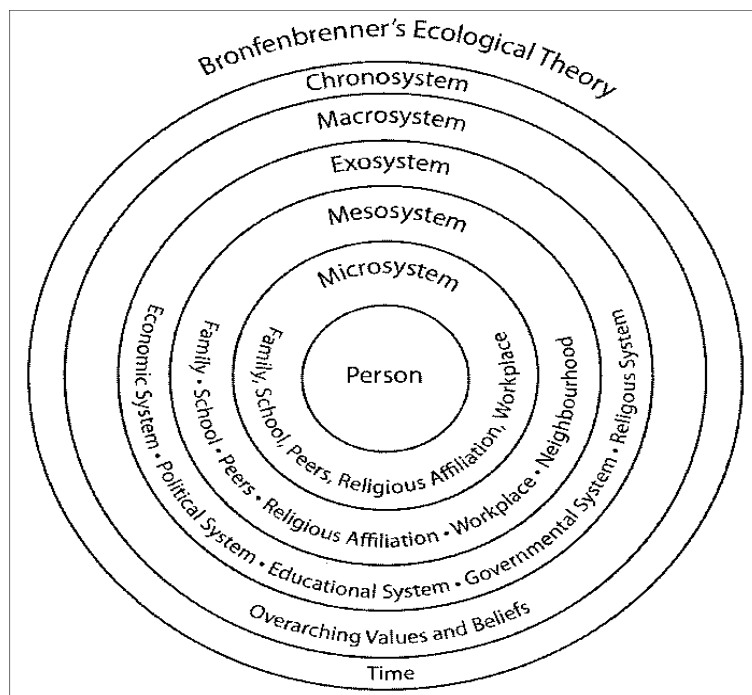 Bronfenbrenner's Ecological Theory
Chronosystem
Macrosystem
Exosystem
Mesosystem
Microsystem
Person
Family, School, Peers, Religious Affiliation, Workplace
Family • School • Peers • Religious Affiliation • Workplace • Neighbourhood
Economic System • Political System • Educational System • Governmental System • Religous System
Overarching Values and Beliefs
Time